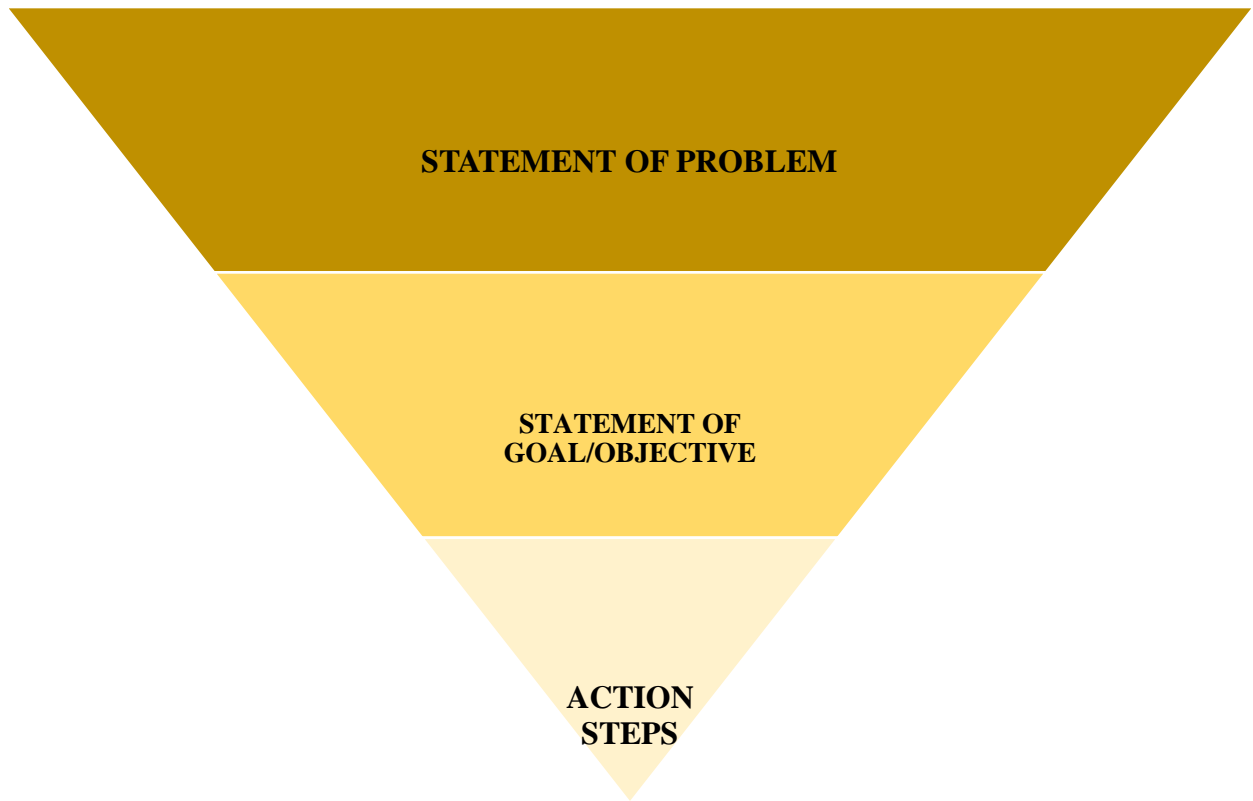 STATEMENT OF PROBLEM
STATEMENT OF
GOAL/OBJECTIVE
ACTION
STEPS